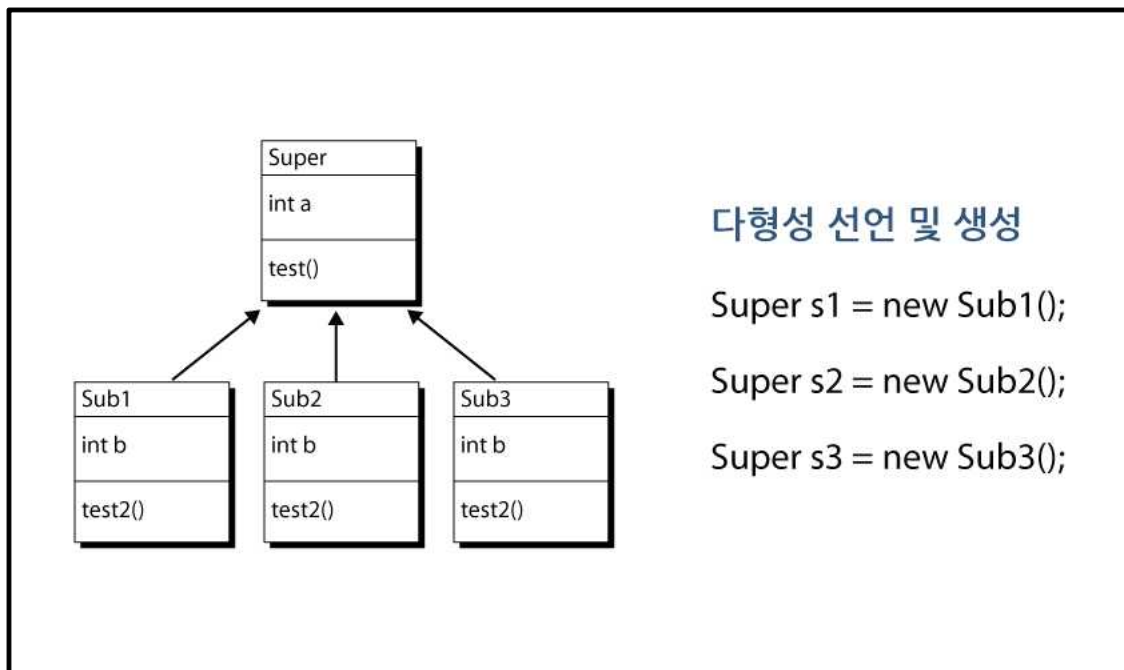 Super
int a
test()
Sub1
int b
test2()
Sub2
int b
test2()
Sub3
int b
test2()
다형성 선언 및 생성
Super s1 = new Sub1();
Super s2 = new Sub2();
Super s3 = new Sub3();